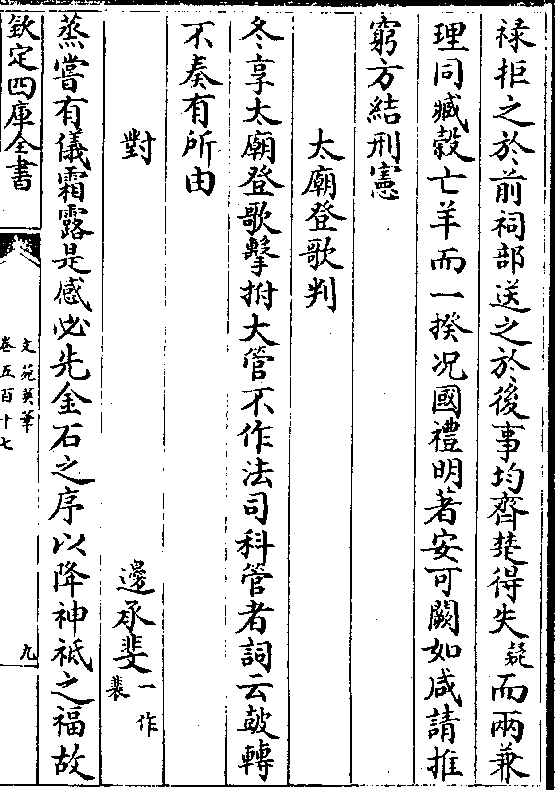 禄拒之於前祠部送之於後事均齊楚得失疑而兩兼
理同臧榖亡羊而一揆况國禮明著安可闕如咸請推
窮方結刑憲
太廟登歌判
冬享太廟登歌擊拊大管不作法司科管者詞云皷轉
不奏有所由
對
邊承斐一作裴
蒸嘗有儀霜露是感必先金石之序以降神祇之福故
欽定四庫全書
文苑英華
卷五百十七
九